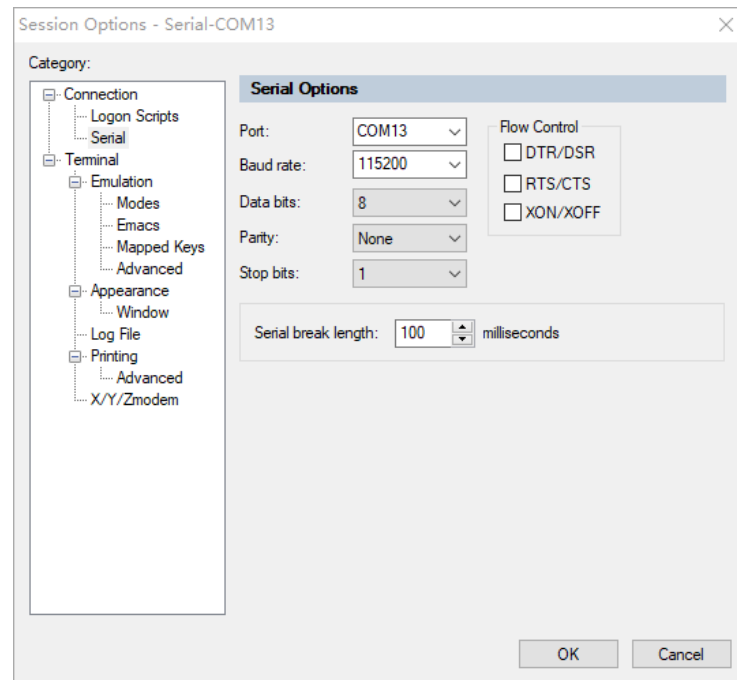 Session Options - Serial-COM13
Category:
Connection
Logon Scripts
Serial
Terminal
Emulation
Modes
Emacs
Mapped Keys
Advanced
Appearance
Window
Log File
Printing
Advanced
X/Y/Zmodem
Serial Options
Port: COM13
Baud rate: 115200
Data bits: 8
Parity: None
Stop bits: 1
Flow Control
DTR/DSR
RTS/CTS
XON/XOFF
Serial break length: 100 milliseconds
OK Cancel